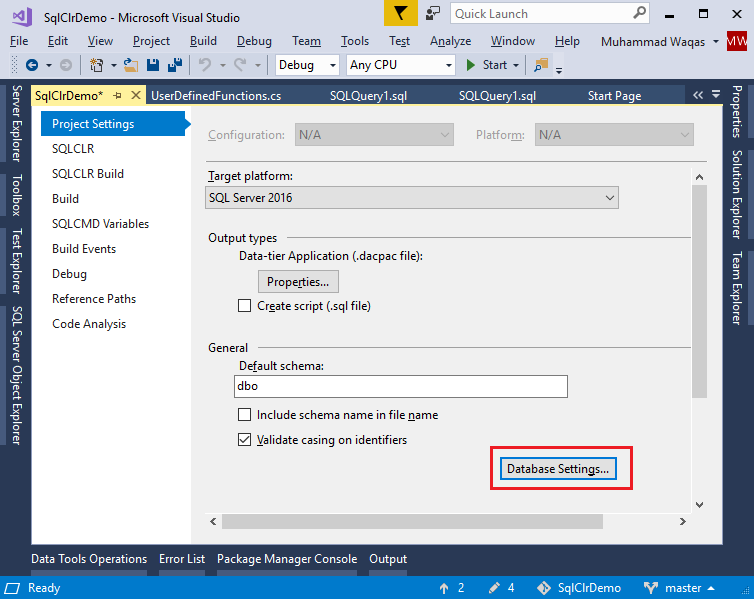 SqlClrDemo - Microsoft Visual Studio
Quick Launch
File Edit View Project Build Debug Team Tools Test Analyze Window Help Muhammad Waqas MW
Debug Any CPU Start
SqlClrDemo* UserDefinedFunctions.cs SQLQuery1.sql SQLQuery1.sql Start Page
Server Explorer
Toolbox
Test Explorer
SQL Server Object Explorer
Project Settings
SQLCLR
SQLCLR Build
Build
SQLCMD Variables
Build Events
Debug
Reference Paths
Code Analysis
Configuration: N/A Platform: N/A
Target platform:
SQL Server 2016
Output types
Data-tier Application (.dacpac file):
Properties...
Create script (.sql file)
General
Default schema:
dbo
Include schema name in file name
Validate casing on identifiers
Database Settings...
Properties
Solution Explorer
Team Explorer
Data Tools Operations Error List Package Manager Console Output
Ready 2 4 SqlClrDemo master